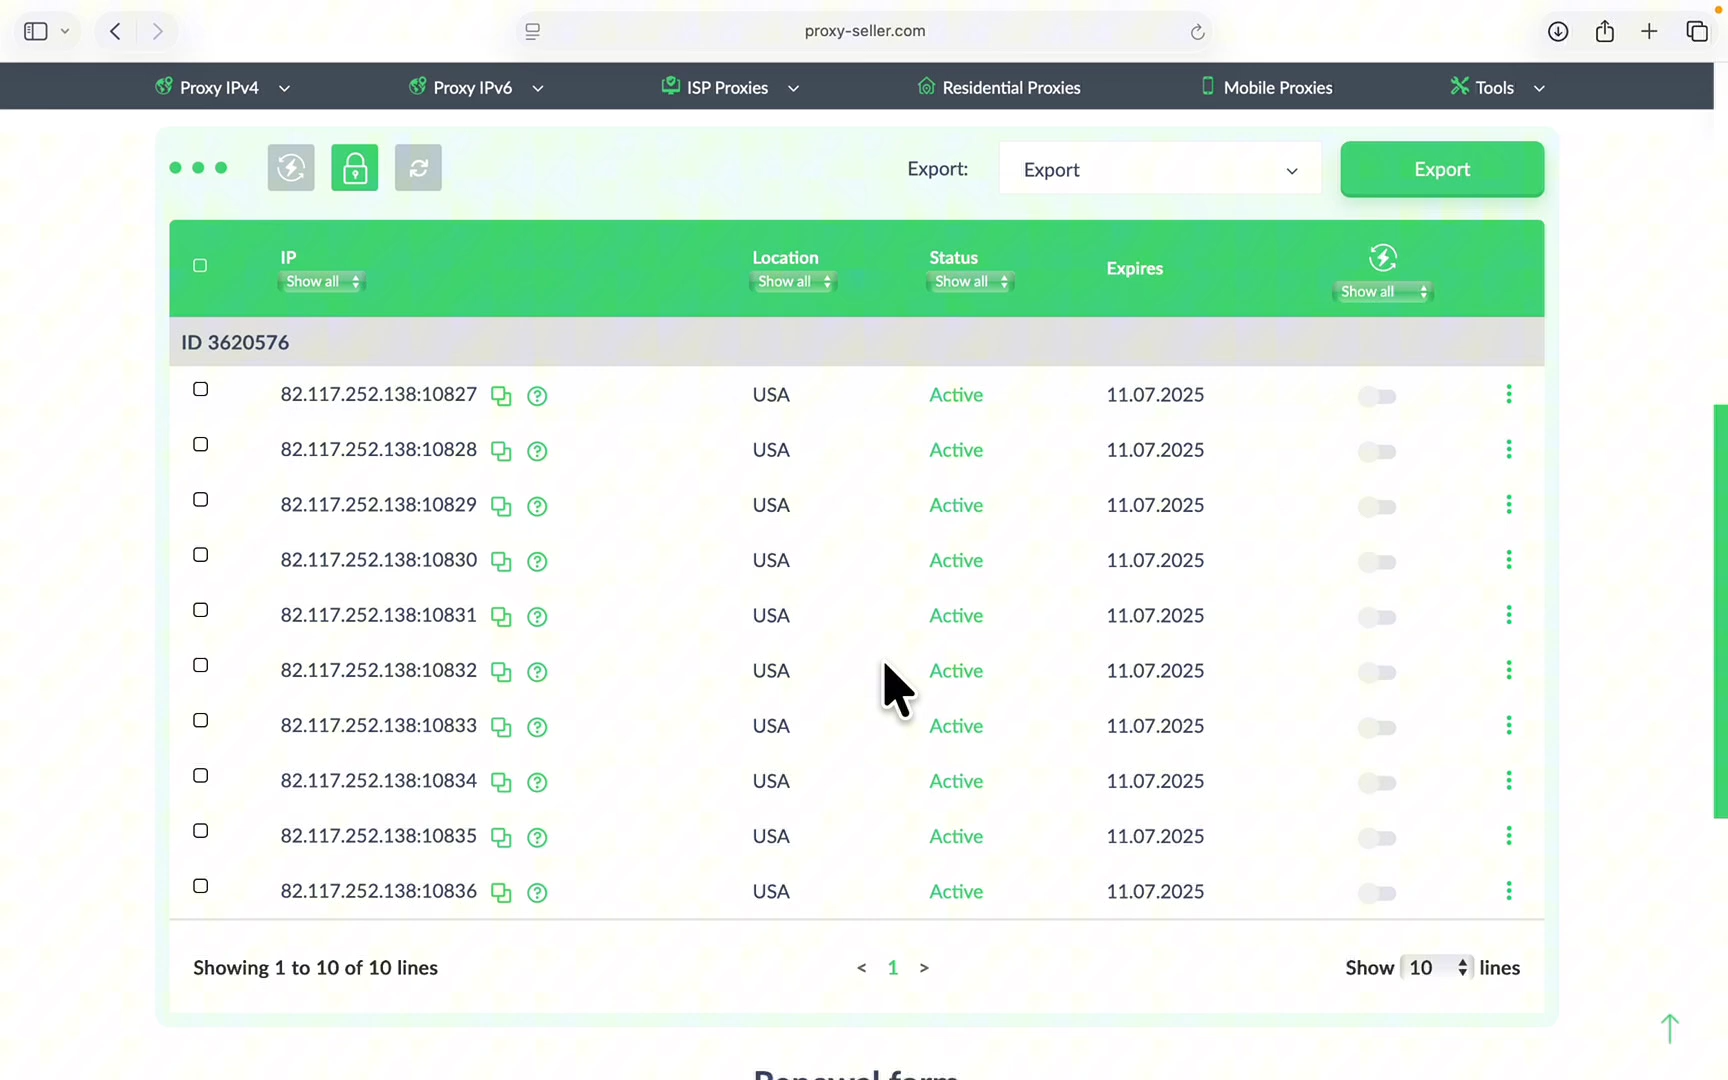 proxy-seller.com
Proxy IPv4 Proxy IPv6 ISP Proxies Residential Proxies Mobile Proxies Tools
Export: Export Export
IP Location Status Expires
Show all Show all Show all Show all
ID 3620576
82.117.252.138:10827 USA Active 11.07.2025
82.117.252.138:10828 USA Active 11.07.2025
82.117.252.138:10829 USA Active 11.07.2025
82.117.252.138:10830 USA Active 11.07.2025
82.117.252.138:10831 USA Active 11.07.2025
82.117.252.138:10832 USA Active 11.07.2025
82.117.252.138:10833 USA Active 11.07.2025
82.117.252.138:10834 USA Active 11.07.2025
82.117.252.138:10835 USA Active 11.07.2025
82.117.252.138:10836 USA Active 11.07.2025
Showing 1 to 10 of 10 lines < 1 > Show 10 lines
Renewal form